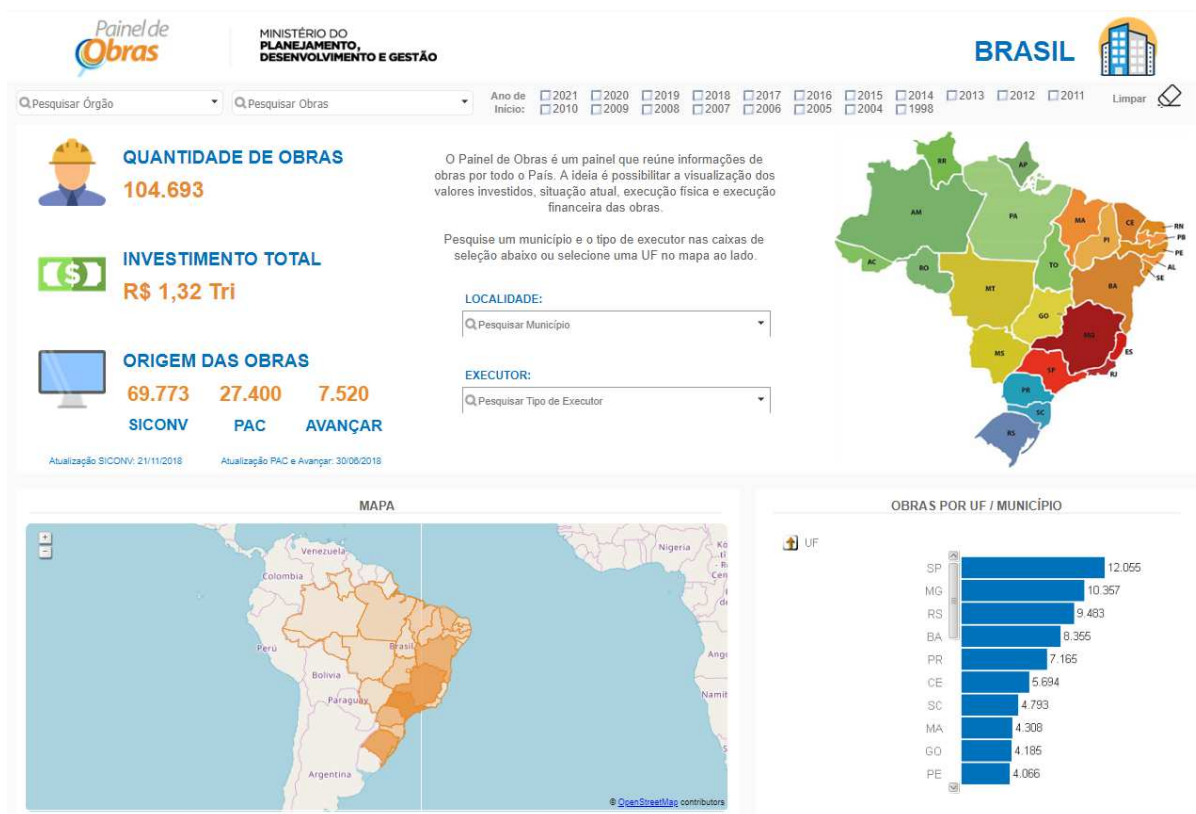 Painel de
Obras
MINISTÉRIO DO
PLANEJAMENTO,
DESENVOLVIMENTO E GESTÃO
BRASIL
Pesquisar Órgão
Pesquisar Obras
Ano de
Início:
2021 2020 2019 2018 2017 2016 2015 2014 2013 2012 2011
2010 2009 2008 2007 2006 2005 2004 1998
Limpar
QUANTIDADE DE OBRAS
104.693
INVESTIMENTO TOTAL
R$ 1,32 Tri
ORIGEM DAS OBRAS
69.773 27.400 7.520
SICONV PAC AVANÇAR
Atualização SICONV: 21/11/2018 Atualização PAC e Avançar: 30/06/2018
O Painel de Obras é um painel que reúne informações de
obras por todo o País. A ideia é possibilitar a visualização dos
valores investidos, situação atual, execução física e execução
financeira das obras.
Pesquise um município e o tipo de executor nas caixas de
seleção abaixo ou selecione uma UF no mapa ao lado.
LOCALIDADE:
Pesquisar Município
EXECUTOR:
Pesquisar Tipo de Executor
RR
AP
AM
PA
MA
CE
RN
PB
PI
PE
AL
SE
AC
RO
TO
BA
MT
GO
MG
MS
ES
SP
RJ
PR
SC
RS
MAPA
Venezuela
Colombia
Perú
Brasil
Bolivia
Paraguay
Argentina
Nigeria
Ango
Namib
© OpenStreetMap contributors
OBRAS POR UF / MUNICÍPIO
UF
SP 12.055
MG 10.357
RS 9.483
BA 8.355
PR 7.165
CE 5.694
SC 4.793
MA 4.308
GO 4.185
PE 4.066